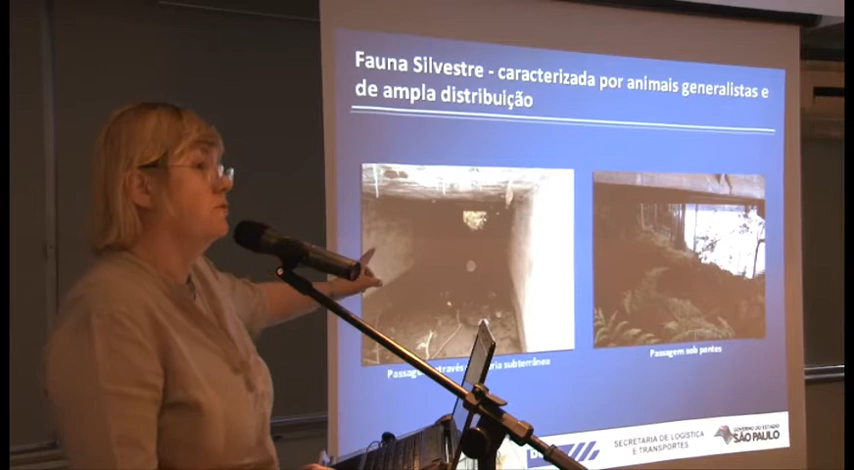 Fauna Silvestre - caracterizada por animais generalistas e
de ampla distribuição
subterrânea
Passagem sob pontes
SECRETARIA DE LOGÍSTICA
E TRANSPORTES
GOVERNO DO ESTADO
SÃO PAULO